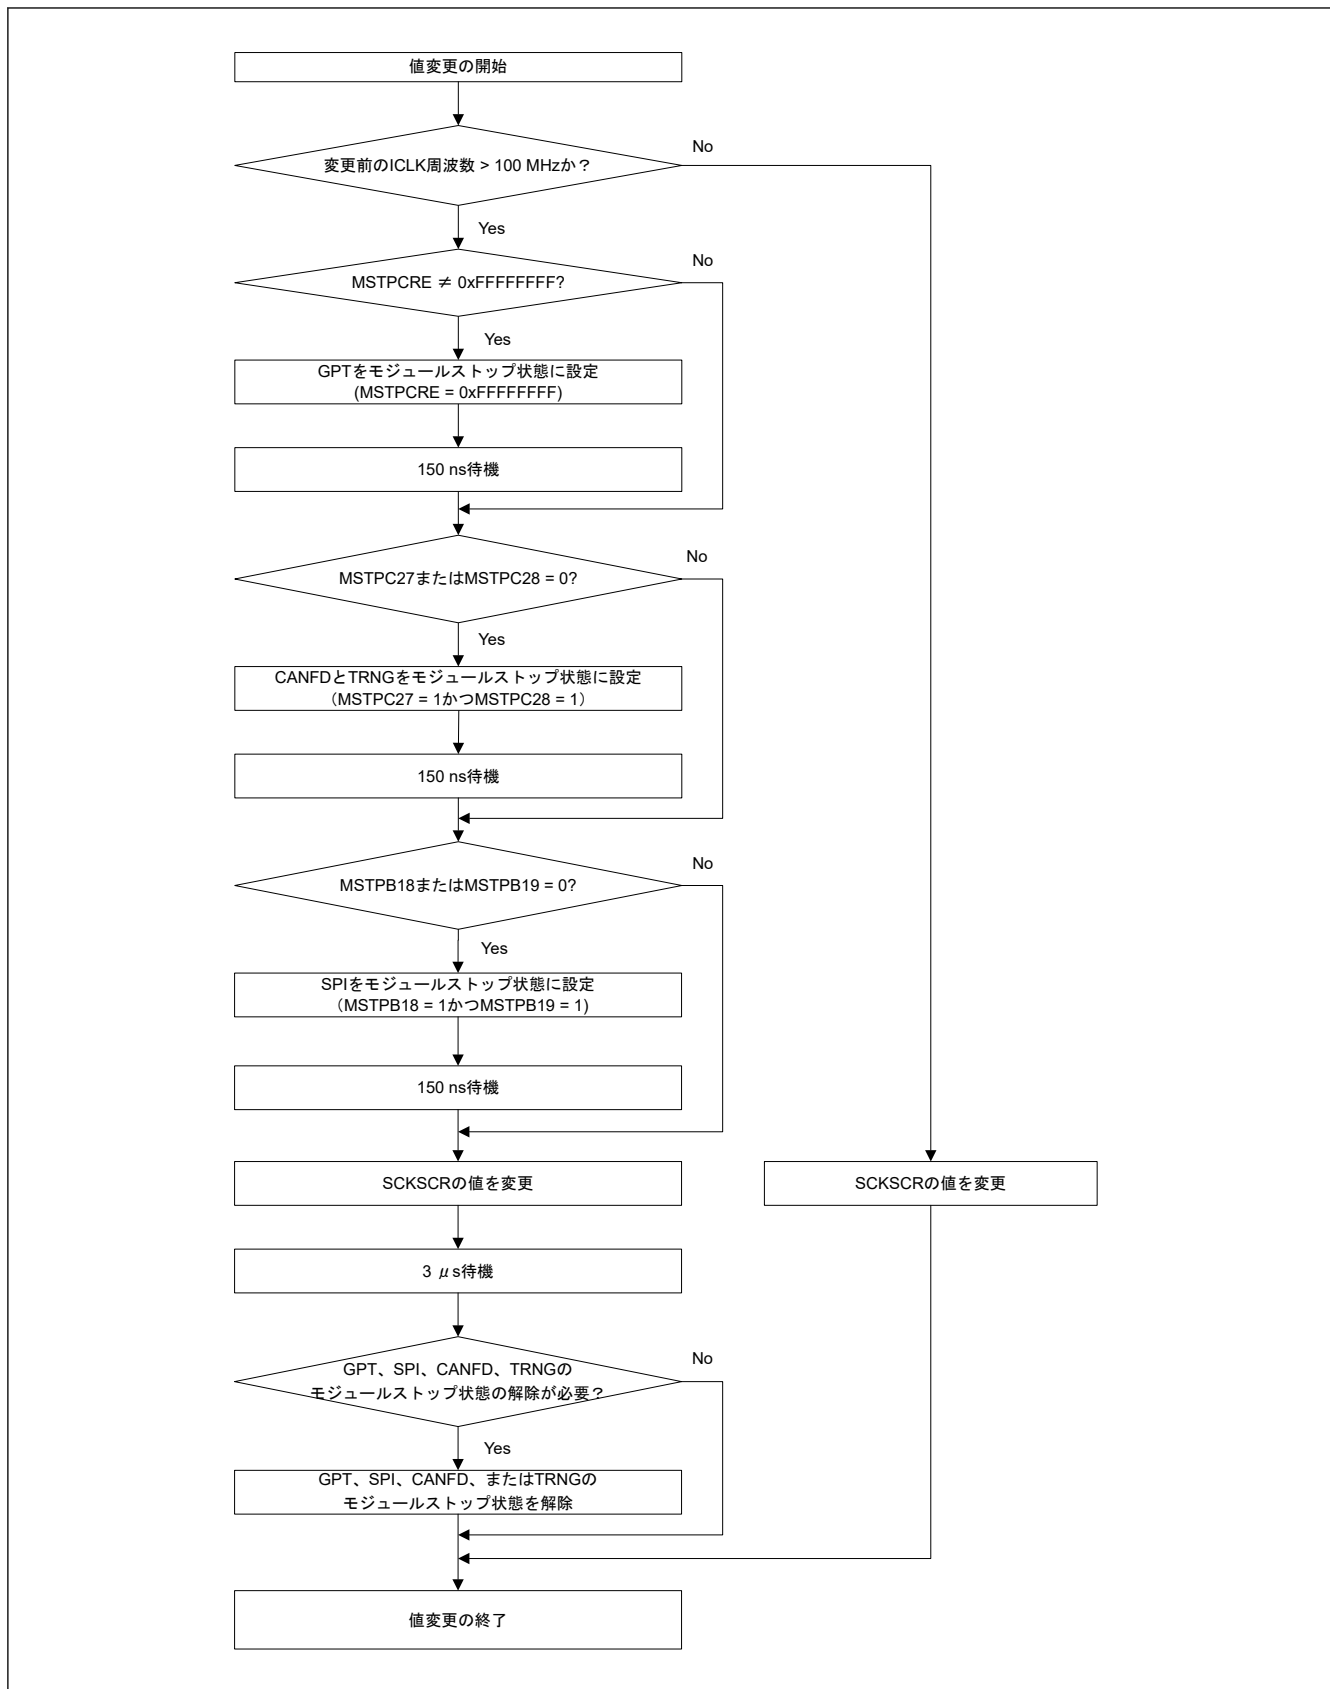 値変更の開始
変更前のICLK周波数 > 100 MHzか？
No
Yes
MSTPCRE ≠ 0xFFFFFFFF?
No
Yes
GPTをモジュールストップ状態に設定
(MSTPCRE = 0xFFFFFFFF)
150 ns待機
MSTPC27またはMSTPC28 = 0?
No
Yes
CANFDとTRNGをモジュールストップ状態に設定
（MSTPC27 = 1かつMSTPC28 = 1）
150 ns待機
MSTPB18またはMSTPB19 = 0?
No
Yes
SPIをモジュールストップ状態に設定
（MSTPB18 = 1かつMSTPB19 = 1)
150 ns待機
SCKSCRの値を変更
SCKSCRの値を変更
3 μs待機
GPT、SPI、CANFD、TRNGの
モジュールストップ状態の解除が必要？
No
Yes
GPT、SPI、CANFD、またはTRNGの
モジュールストップ状態を解除
値変更の終了